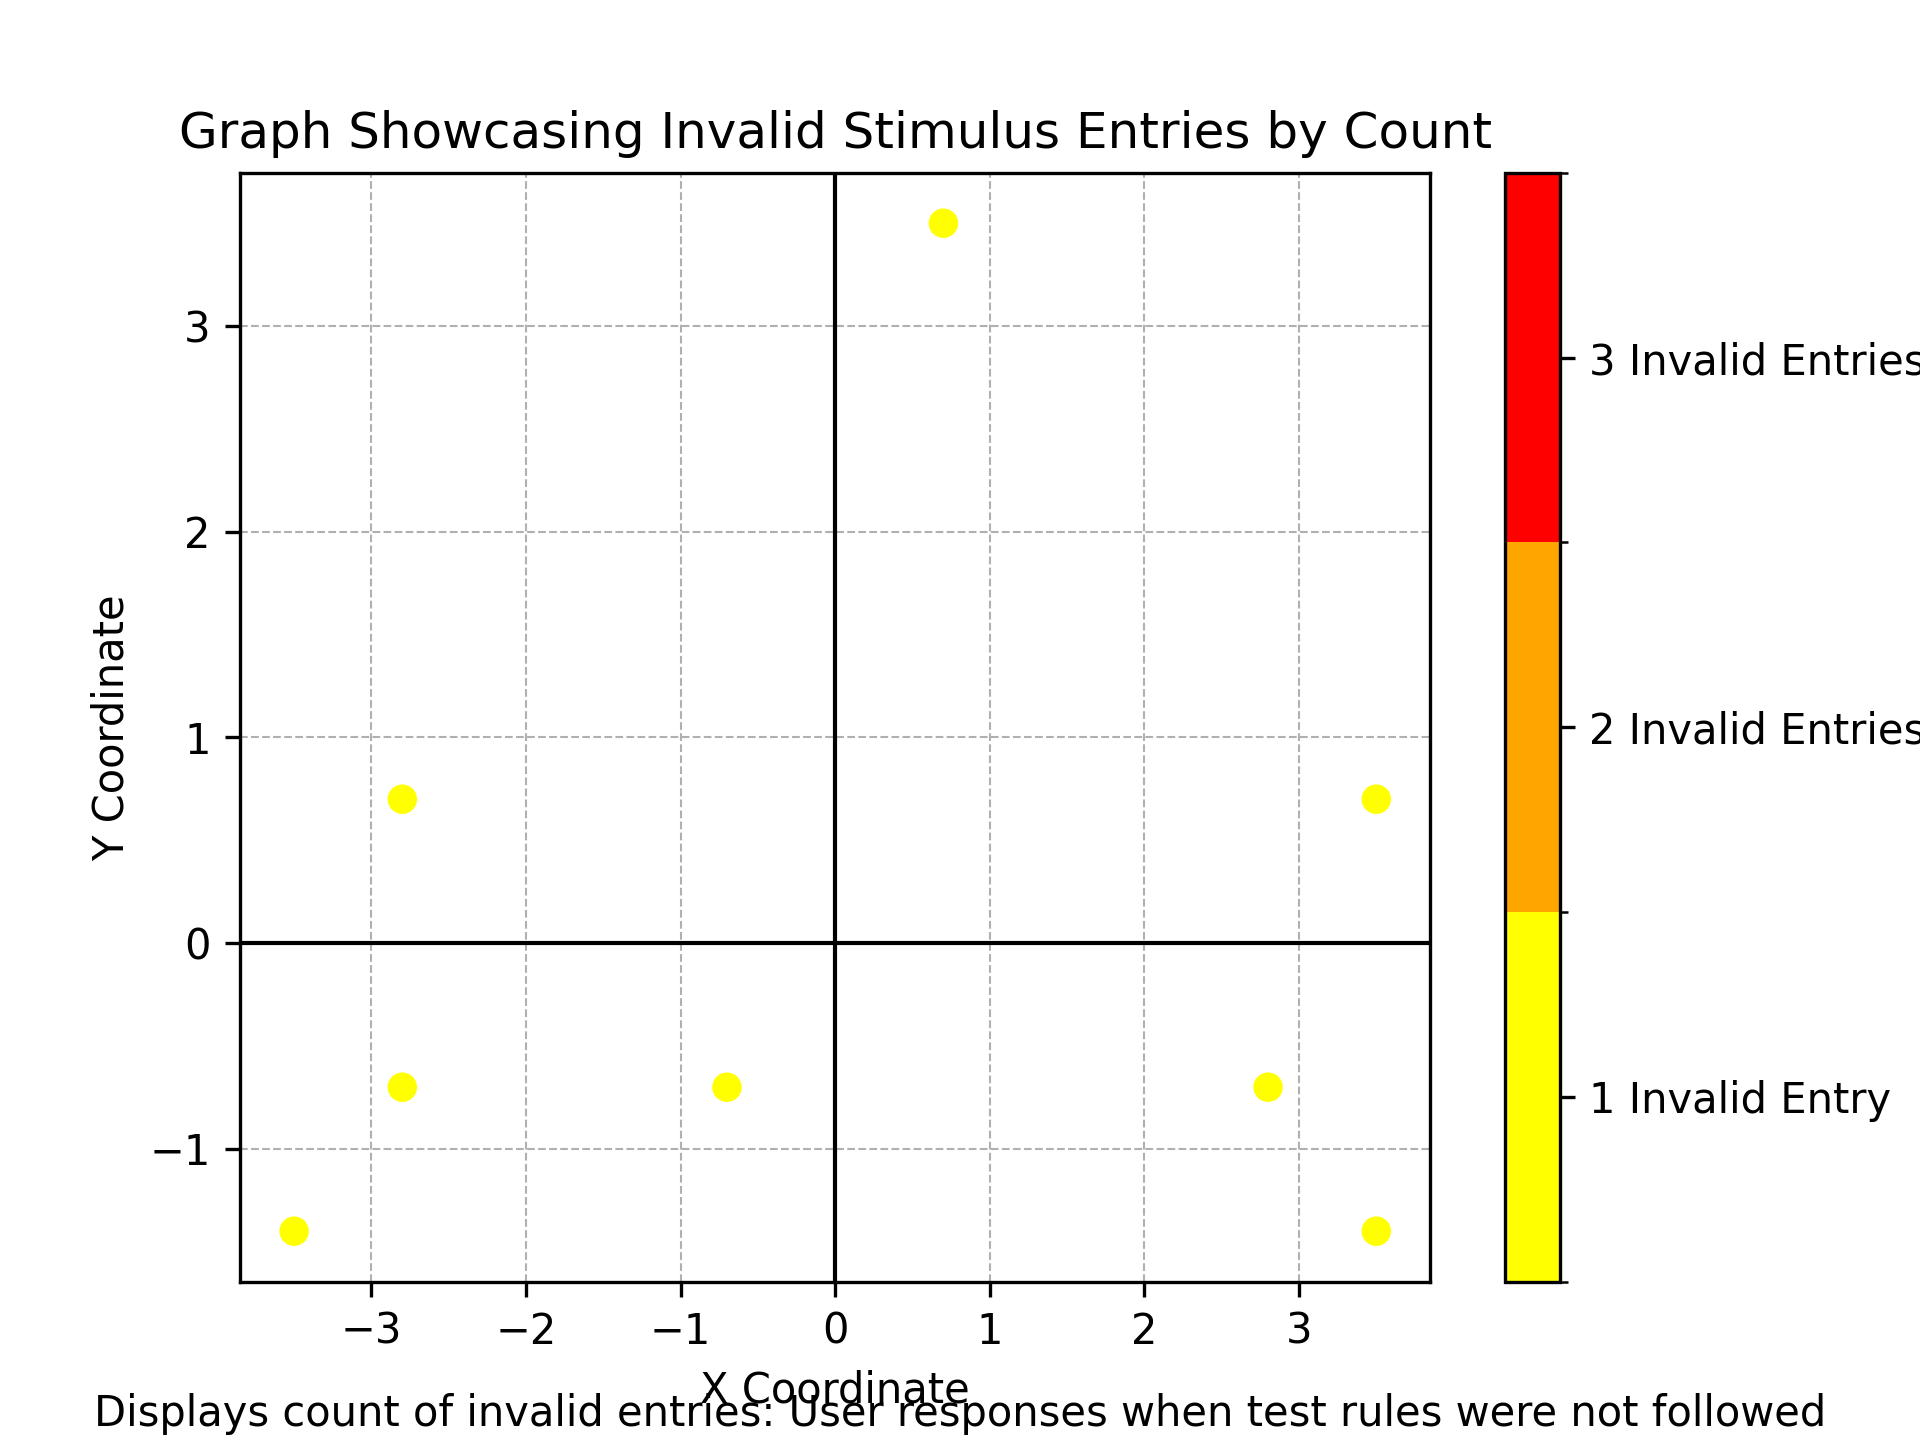 Graph Showcasing Invalid Stimulus Entries by Count
3
2
1
0
−1
Y Coordinate
−3
−2
−1
0
1
2
3
X Coordinate
3 Invalid Entries
2 Invalid Entries
1 Invalid Entry
Displays count of invalid entries: User responses when test rules were not followed